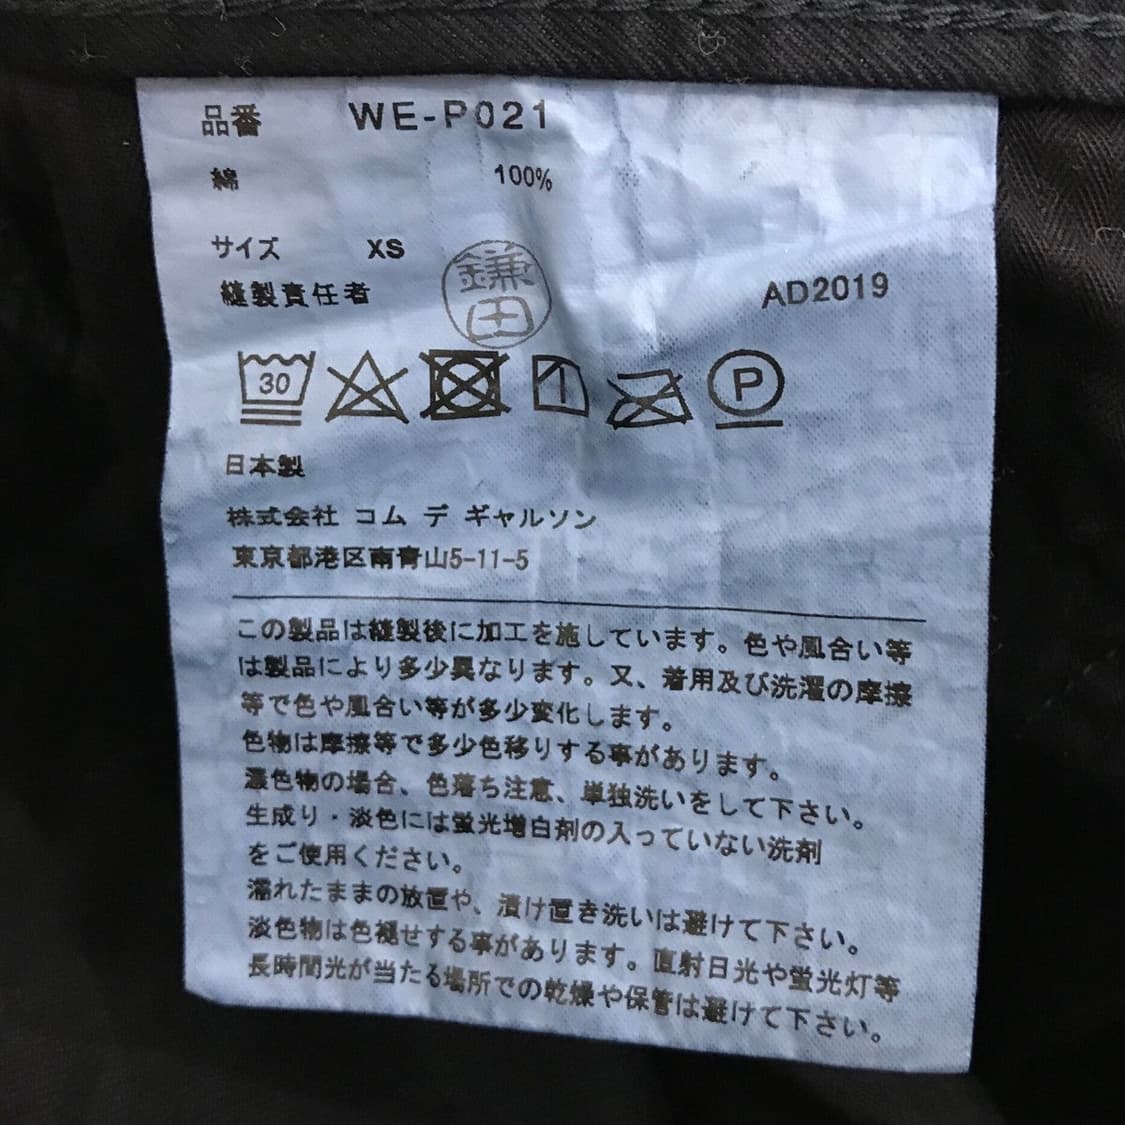 品番 WE-P021
綿 100%
サイズ XS
縫製責任者 鎌田 AD2019
30 P
日本製
株式会社 コム デ ギャルソン
東京都港区南青山5-11-5
この製品は縫製後に加工を施しています。色や風合い等
は製品により多少異なります。又、着用及び洗濯の摩擦
等で色や風合い等が多少変化します。
色物は摩擦等で多少色移りする事があります。
濃色物の場合、色落ち注意、単独洗いをして下さい。
生成り・淡色には蛍光増白剤の入っていない洗剤
をご使用ください。
濡れたままの放置や、漬け置き洗いは避けて下さい。
淡色物は色褪せする事があります。直射日光や蛍光灯等
長時間光が当たる場所での乾燥や保管は避けて下さい。